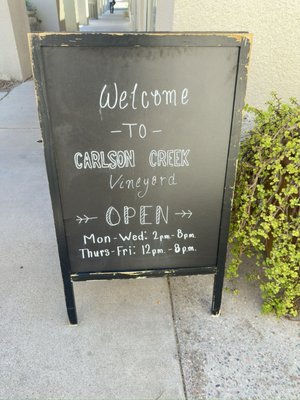 Welcome
-TO-
CARLSON CREEK
Vineyard
OPEN
Mon-Wed: 2pm-8pm.
Thurs-Fri: 12pm.-8pm.